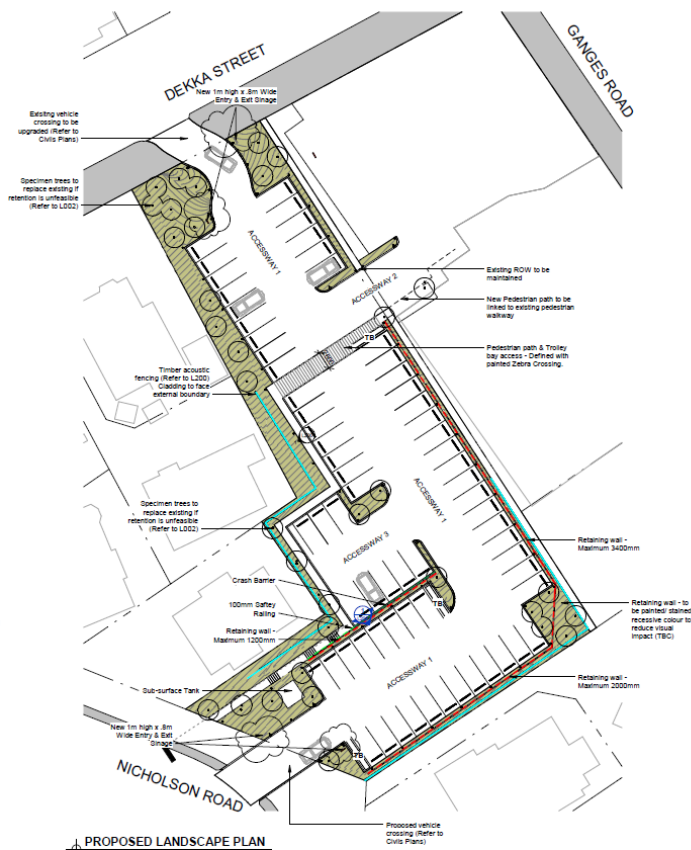 DEKKA STREET
GANGES ROAD
New 1m high x .8m Wide
Entry & Exit Sinage
Existing vehicle
crossing to be
upgraded (Refer to
Civils Plans)
Specimen trees to
replace existing if
retention is unfeasible
(Refer to L002)
ACCESSWAY 1
ACCESSWAY 2
Existing ROW to be
maintained
New Pedestrian path to be
linked to existing pedestrian
walkway
TB
Pedestrian path & Trolley
bay access - Defined with
painted Zebra Crossing.
Timber acoustic
fencing (Refer to L200)
Cladding to face
external boundary
ACCESSWAY 1
Specimen trees to
replace existing if
retention is unfeasible
(Refer to L002)
ACCESSWAY 3
Retaining wall -
Maximum 3400mm
Crash Barrier
100mm Saftey
Railing
Retaining wall -
Maximum 1200mm
TB
Retaining wall - to
be painted/ stained
recessive colour to
reduce visual
impact (TBC)
ACCESSWAY 1
Retaining wall -
Maximum 2000mm
Sub-surface Tank
New 1m high x .8m
Wide Entry & Exit
Sinage
TB
NICHOLSON ROAD
Proposed vehicle
crossing (Refer to
Civils Plans)
PROPOSED LANDSCAPE PLAN